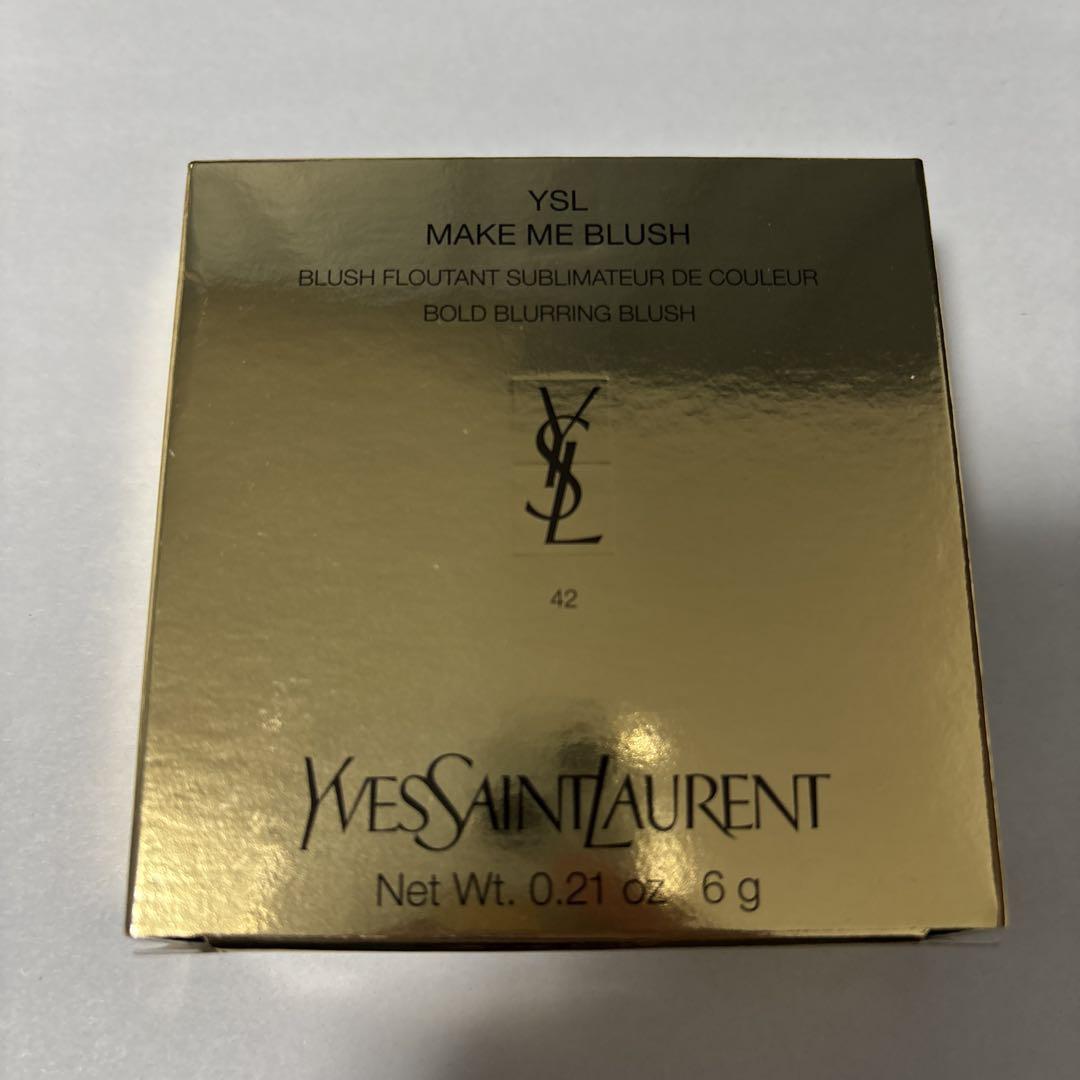 YSL
MAKE ME BLUSH
BLUSH FLOUTANT SUBLIMATEUR DE COULEUR
BOLD BLURRING BLUSH
YSL
42
YVES SAINT LAURENT
Net Wt. 0.21 oz 6 g